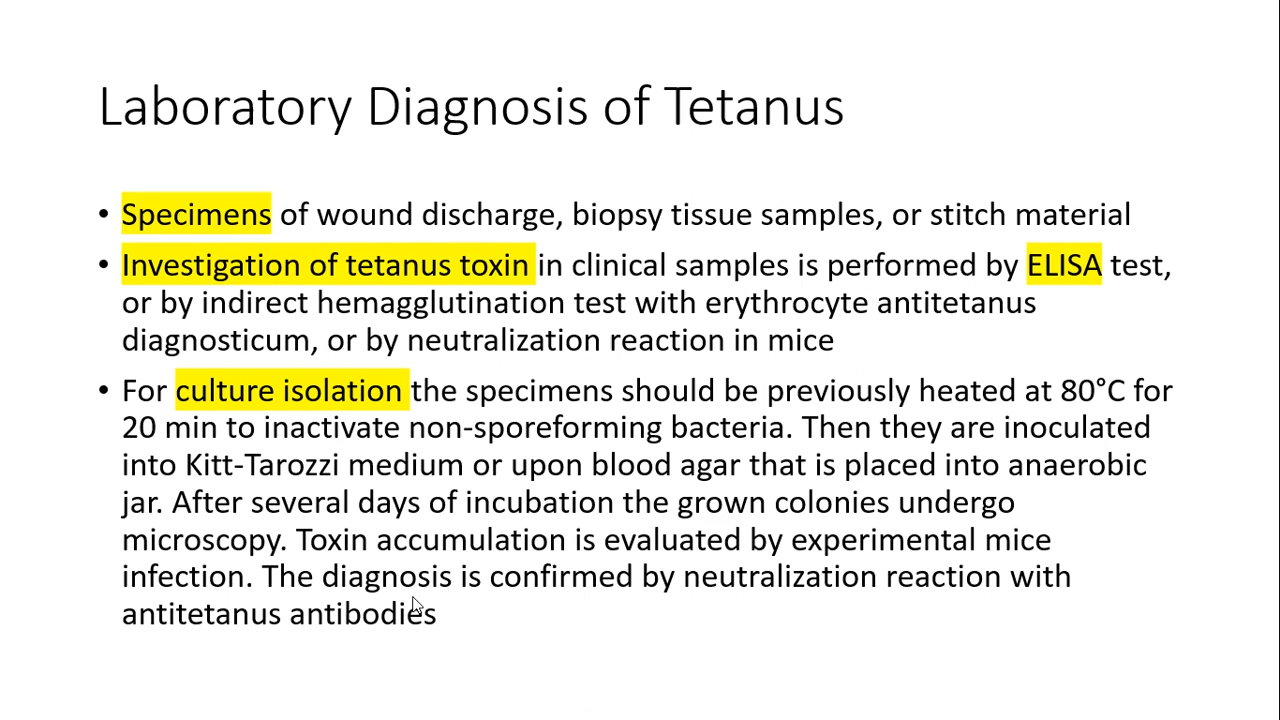 Laboratory Diagnosis of Tetanus
• Specimens of wound discharge, biopsy tissue samples, or stitch material
• Investigation of tetanus toxin in clinical samples is performed by ELISA test,
or by indirect hemagglutination test with erythrocyte antitetanus
diagnosticum, or by neutralization reaction in mice
• For culture isolation the specimens should be previously heated at 80°C for
20 min to inactivate non-sporeforming bacteria. Then they are inoculated
into Kitt-Tarozzi medium or upon blood agar that is placed into anaerobic
jar. After several days of incubation the grown colonies undergo
microscopy. Toxin accumulation is evaluated by experimental mice
infection. The diagnosis is confirmed by neutralization reaction with
antitetanus antibodies